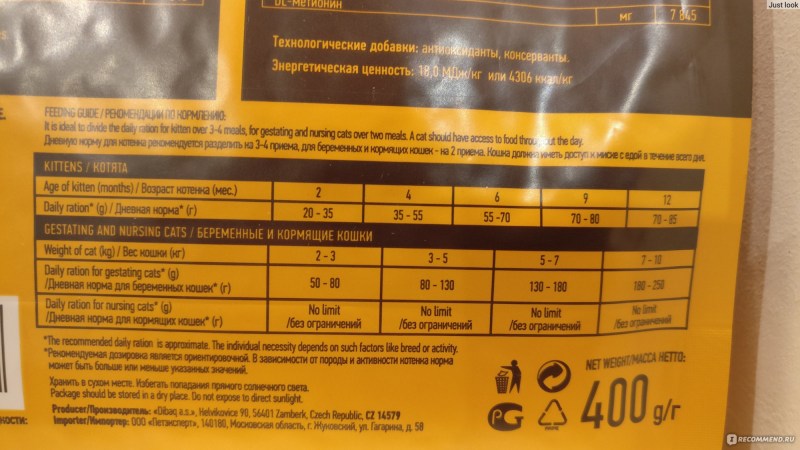 Just look
DL-метионин
мг 7 845
Технологические добавки: антиоксиданты, консерванты.
Энергетическая ценность: 18,0 МДж/кг или 4306 ккал/кг
FEEDING GUIDE / РЕКОМЕНДАЦИИ ПО КОРМЛЕНИЮ:
It is ideal to divide the daily ration for kitten over 3-4 meals, for gestating and nursing cats over two meals. A cat should have access to food throughout the day.
Дневную норму для котенка рекомендуется разделить на 3-4 приема, для беременных и кормящих кошек - на 2 приема. Кошка должна иметь доступ к миске с едой в течение всего дня.
KITTENS / КОТЯТА
Age of kitten (months) / Возраст котенка (мес.) 2 4 6 9 12
Daily ration* (g) / Дневная норма* (г) 20 - 35 35 - 55 55 -70 70 - 80 70 - 85
GESTATING AND NURSING CATS / БЕРЕМЕННЫЕ И КОРМЯЩИЕ КОШКИ
Weight of cat (kg) / Вес кошки (кг) 2 - 3 3 - 5 5 - 7 7 - 10
Daily ration for gestating cats* (g)
/Дневная норма для беременных кошек* (г) 50 - 80 80 - 130 130 - 180 180 - 250
Daily ration for nursing cats* (g) No limit No limit No limit No limit
/Дневная норма для кормящих кошек* (г) /без ограничений /без ограничений /без ограничений /без ограничений
*The recommended daily ration is approximate. The individual necessity depends on such factors like breed or activity.
*Рекомендуемая дозировка является ориентировочной. В зависимости от породы и активности котенка норма
может быть больше или меньше указанных значений.
Хранить в сухом месте. Избегать попадания прямого солнечного света.
Package should be stored in a dry place. Do not expose to direct sunlight.
Producer/Производитель: «Dibaq a.s.», Helvikovice 90, 56401 Zamberk, Czech Republic, CZ 14579
Importer/Импортер: ООО «Петэксперт», 140180, Московская область, г. Жуковский, ул. Гагарина, д. 58
NET WEIGHT/МАССА НЕТТО:
400 g/г
РG
IRECOMMEND.RU